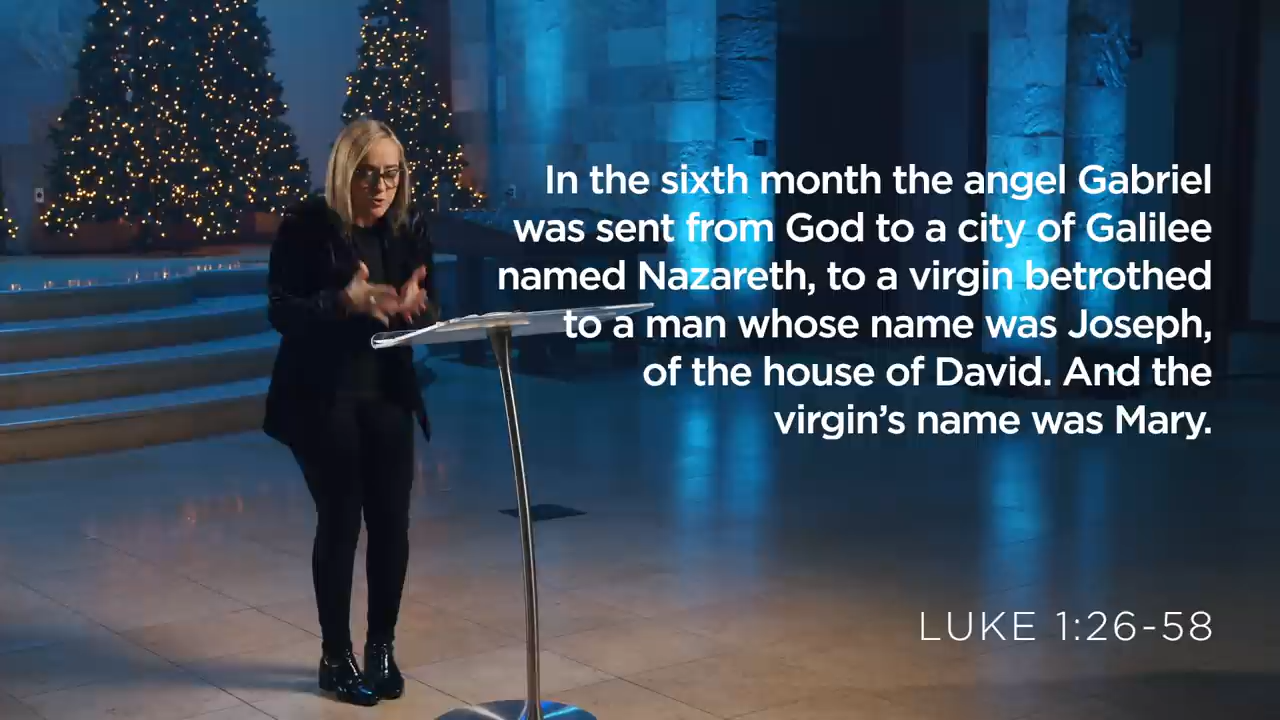 In the sixth month the angel Gabriel
was sent from God to a city of Galilee
named Nazareth, to a virgin betrothed
to a man whose name was Joseph,
of the house of David. And the
virgin’s name was Mary.
LUKE 1:26-58